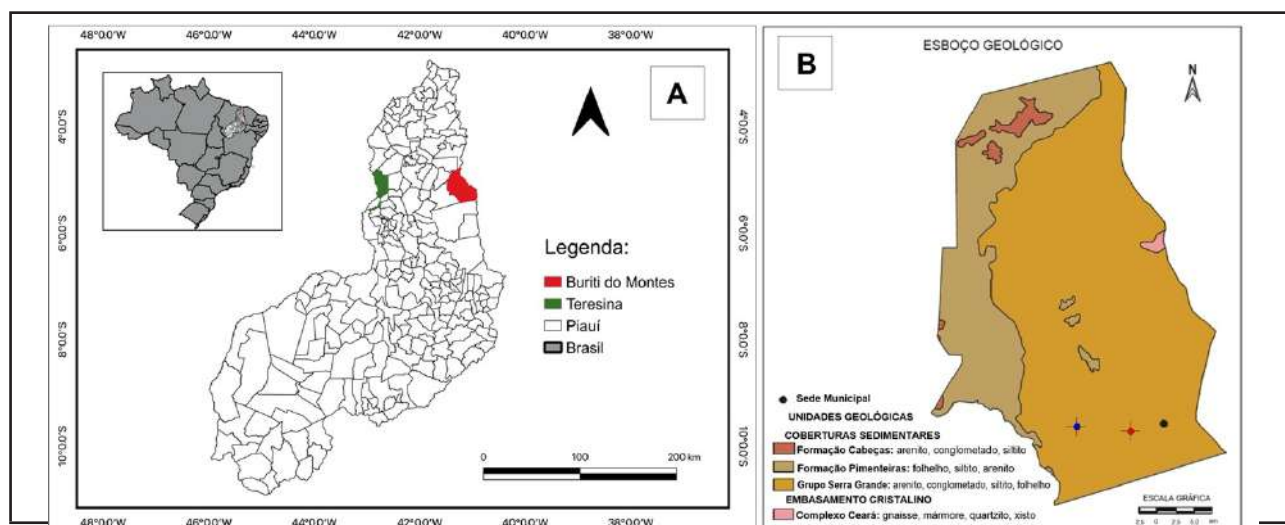 48°0.0'W 46°0.0'W 44°0.0'W 42°0.0'W 40°0.0'W 38°0.0'W
A
4°0.0'S
6°0.0'S
8°0.0'S
10°0.0'S
Legenda:
Buriti do Montes
Teresina
Piauí
Brasil
0 100 200 km
4°0.0'S
6°0.0'S
8°0.0'S
10°0.0'S
48°0.0'W 46°0.0'W 44°0.0'W 42°0.0'W 40°0.0'W 38°0.0'W
B
ESBOÇO GEOLÓGICO
N
Sede Municipal
UNIDADES GEOLÓGICAS
COBERTURAS SEDIMENTARES
Formação Cabeças: arenito, conglometado, siltito
Formação Pimenteiras: folhelho, siltito, arenito
Grupo Serra Grande: arenito, conglometado, siltito, folhelho
EMBASAMENTO CRISTALINO
Complexo Ceará: gnaisse, mármore, quartzito, xisto
ESCALA GRÁFICA